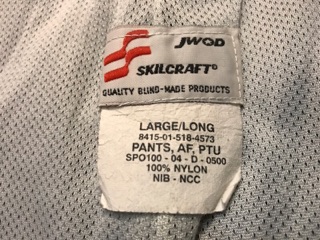 JWOD
SKILCRAFT®
QUALITY BLIND-MADE PRODUCTS
LARGE/LONG
8415-01-518-4573
PANTS, AF, PTU
SPO100 - 04 - D - 0500
100% NYLON
NIB - NCC